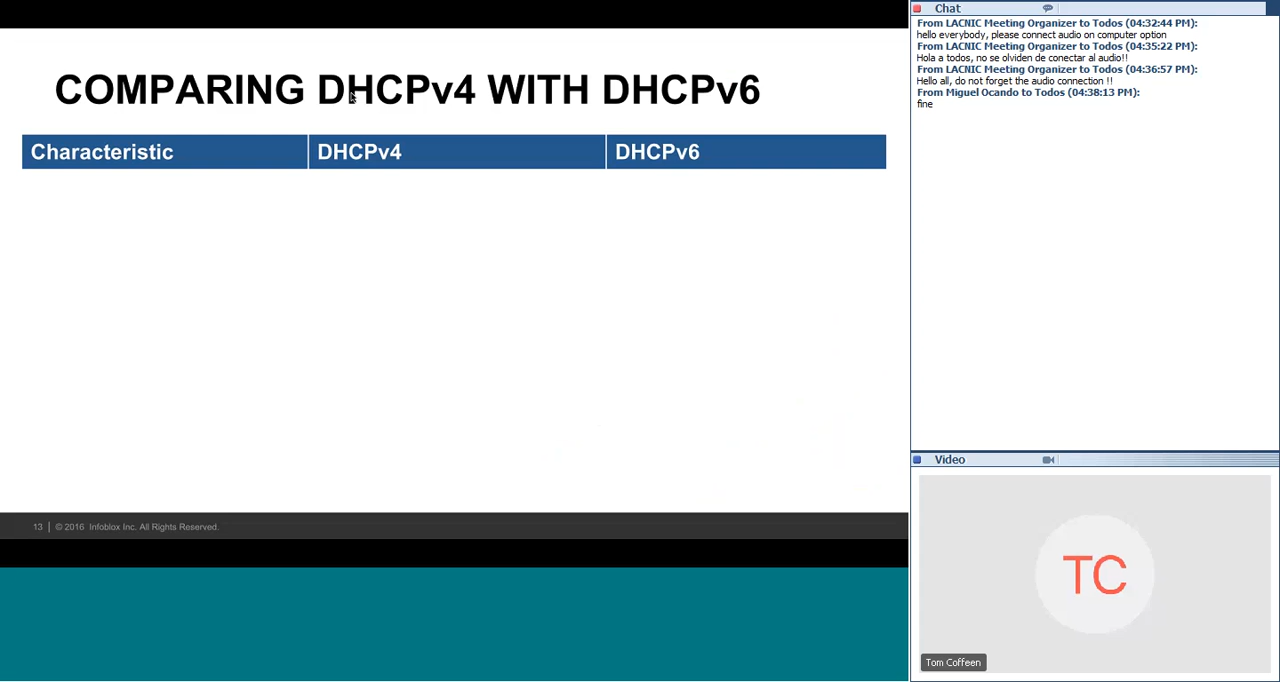 COMPARING DHCPv4 WITH DHCPv6
Characteristic DHCPv4 DHCPv6
13 | © 2016 Infoblox Inc. All Rights Reserved.
Chat
From LACNIC Meeting Organizer to Todos (04:32:44 PM):
hello everybody, please connect audio on computer option
From LACNIC Meeting Organizer to Todos (04:35:22 PM):
Hola a todos, no se olviden de conectar al audio!!
From LACNIC Meeting Organizer to Todos (04:36:57 PM):
Hello all, do not forget the audio connection !!
From Miguel Ocando to Todos (04:38:13 PM):
fine
Video
TC
Tom Coffeen